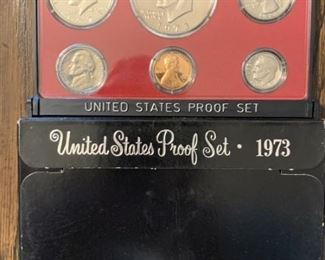 UNITED STATES PROOF SET
United States Proof Set • 1973